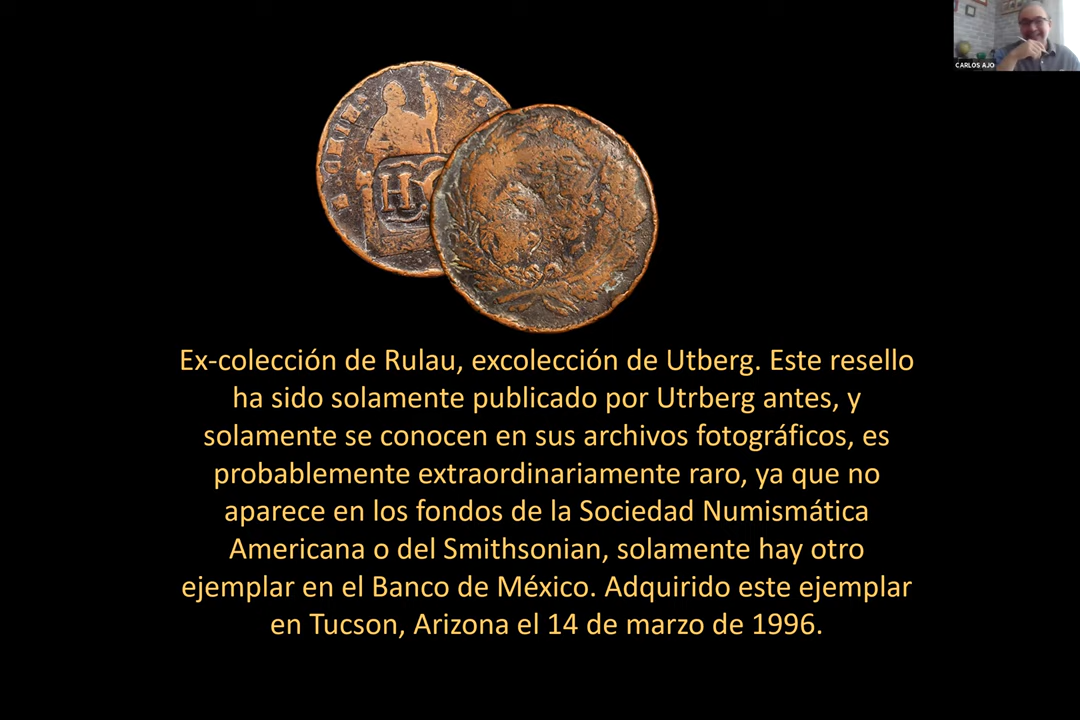 CARLOS AJO
Ex-colección de Rulau, excolección de Utberg. Este resello
ha sido solamente publicado por Utrberg antes, y
solamente se conocen en sus archivos fotográficos, es
probablemente extraordinariamente raro, ya que no
aparece en los fondos de la Sociedad Numismática
Americana o del Smithsonian, solamente hay otro
ejemplar en el Banco de México. Adquirido este ejemplar
en Tucson, Arizona el 14 de marzo de 1996.